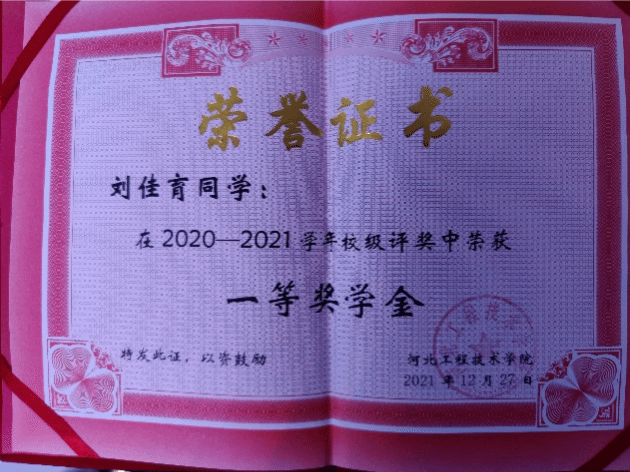 荣誉证书
刘佳育同学：
在2020—2021学年校级评奖中荣获
一等奖学金
特发此证，以资鼓励
河北工程技术学院
2021年12月27日